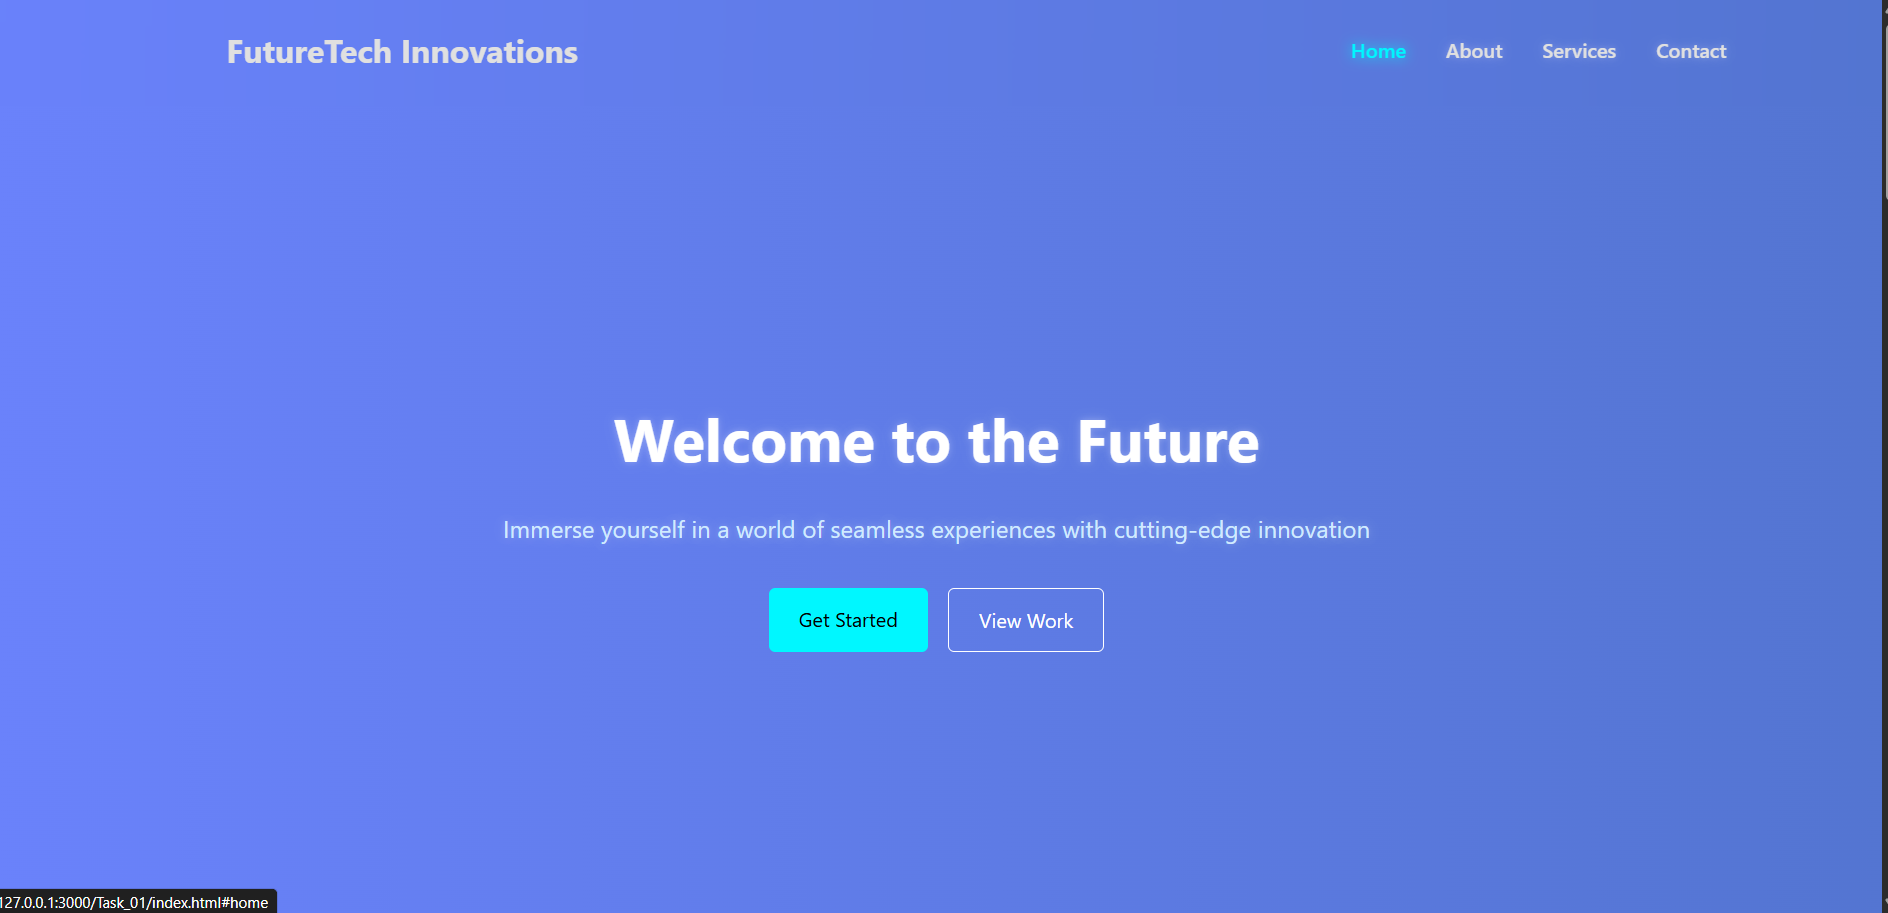 FutureTech Innovations
Home About Services Contact
Welcome to the Future
Immerse yourself in a world of seamless experiences with cutting-edge innovation
Get Started View Work
127.0.0.1:3000/Task_01/index.html#home